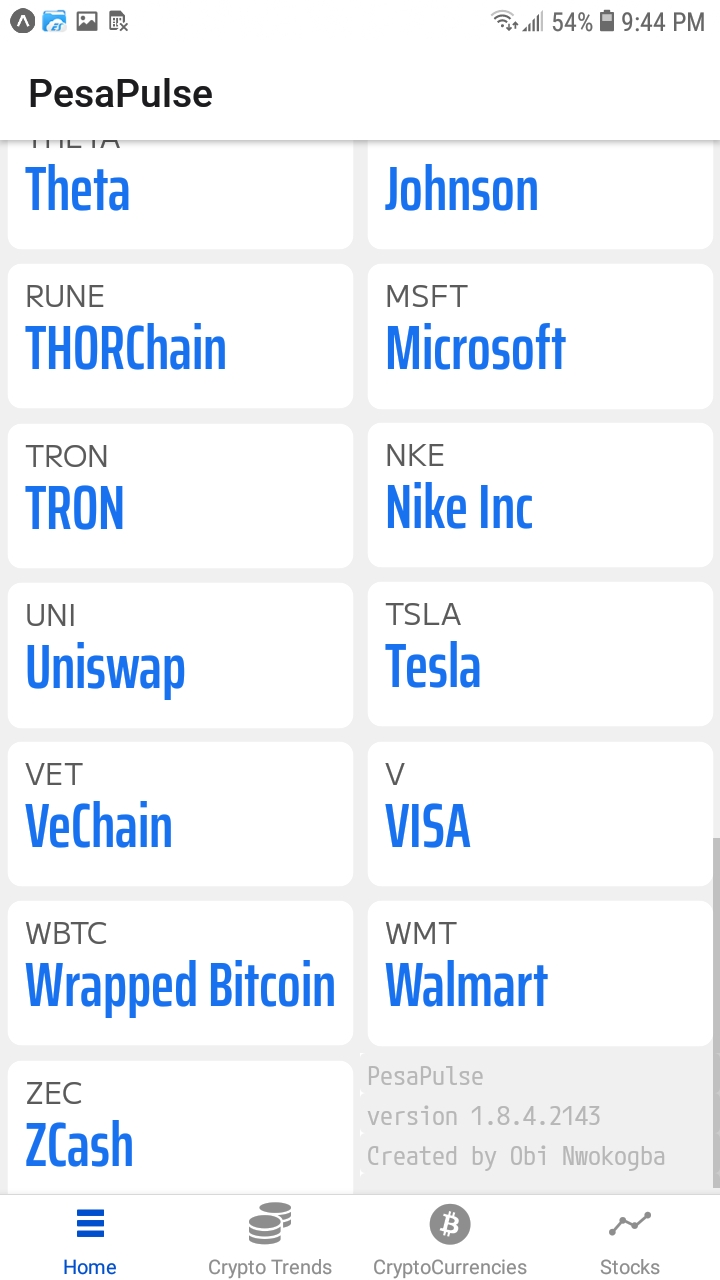 54% 9:44 PM
PesaPulse
THETA
Theta
Johnson
RUNE
THORChain
MSFT
Microsoft
TRON
TRON
NKE
Nike Inc
UNI
Uniswap
TSLA
Tesla
VET
VeChain
V
VISA
WBTC
Wrapped Bitcoin
WMT
Walmart
ZEC
ZCash
PesaPulse
version 1.8.4.2143
Created by Obi Nwokogba
Home
Crypto Trends
CryptoCurrencies
Stocks